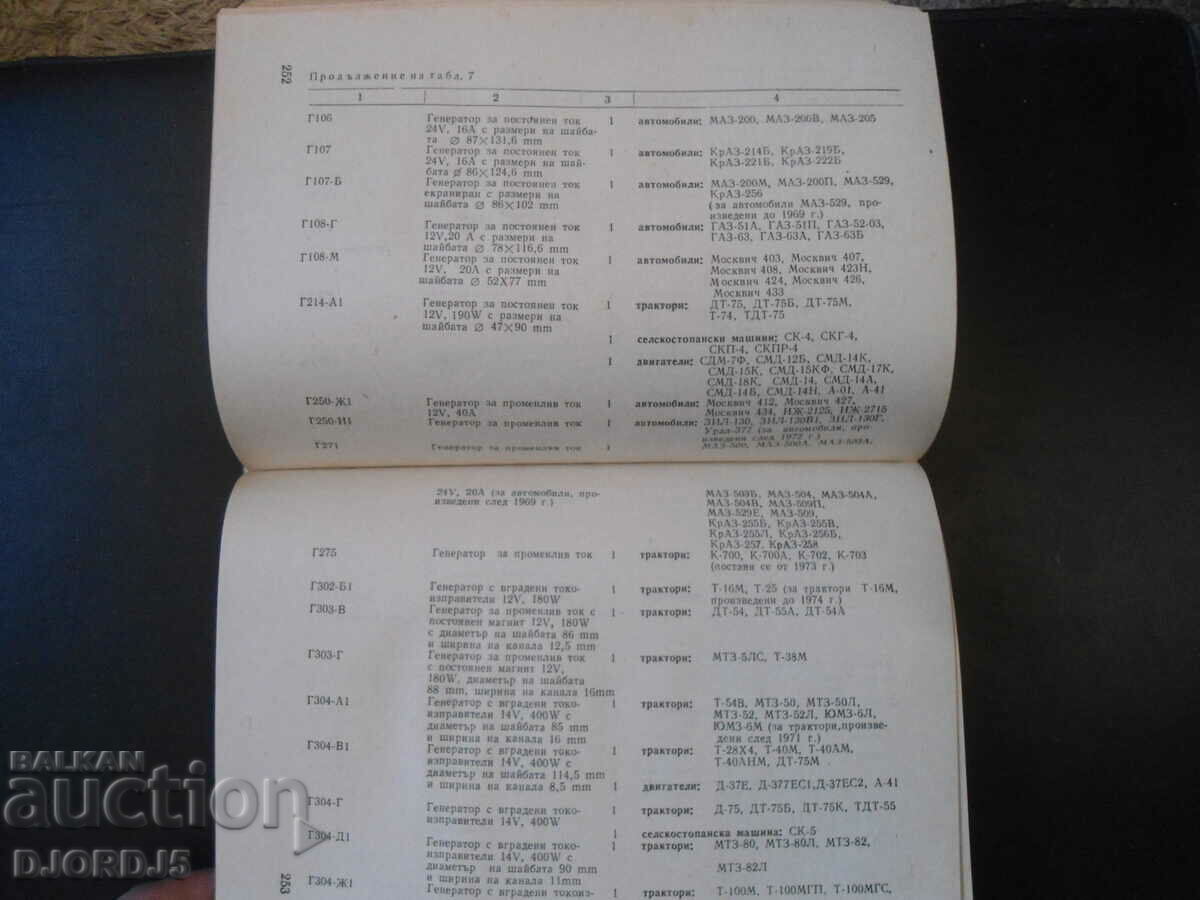 252
Продължение на табл. 7
1 2 3 4
Г106 Генератор за постоянен ток 1 автомобили: МАЗ-200, МАЗ-200В, МАЗ-205
24V, 16А с размери на шайба-
та ⌀ 87×131,6 mm
Г107 Генератор за постоянен ток 1 автомобили: КрАЗ-214Б, КрАЗ-219Б,
24V, 16А с размери на шай- КрАЗ-221Б, КрАЗ-222Б
бата ⌀ 86×124,6 mm
Г107-Б Генератор за постоянен ток 1 автомобили: МАЗ-200М, МАЗ-200П, МАЗ-529,
екраниран с размери на КрАЗ-256
шайбата ⌀ 86×102 mm (за автомобили МАЗ-529, про-
изведени до 1969 г.)
Г108-Г Генератор за постоянен ток 1 автомобили: ГАЗ-51А, ГАЗ-51П, ГАЗ-52-03,
12V,20 А с размери на ГАЗ-63, ГАЗ-63А, ГАЗ-63Б
шайбата ⌀ 78×116,6 mm
Г108-М Генератор за постоянен ток 1 автомобили: Москвич 403, Москвич 407,
12V, 20А с размери на Москвич 408, Москвич 423Н,
шайбата ⌀ 52X77 mm Москвич 424, Москвич 426,
Москвич 433
Г214-А1 Генератор за постоянен ток 1 трактори: ДТ-75, ДТ-75Б, ДТ-75М,
12V, 190W с размери на Т-74, ТДТ-75
шайбата ⌀ 47×90 mm
1 селскостопански машини: СК-4, СКГ-4,
СКП-4, СКПР-4
1 двигатели: СДМ-7Ф, СМД-12Б, СМД-14К,
СМД-15К, СМД-15КФ, СМД-17К,
СМД-18К, СМД-14, СМД-14А,
СМД-14Б, СМД-14Н, А-01, А-41
Г250-Ж1 Генератор за променлив ток 1 автомобили: Москвич 412, Москвич 427,
12V, 40А Москвич 434, ИЖ-2125, ИЖ-2715
Г250-И1 Генератор за променлив ток 1 автомобили: ЗИЛ-130, ЗИЛ-130В1, ЗИЛ-130Г,
Урал-377 (за автомобили, про-
изведени след 1972 г.)
Г271 Генератор за променлив ток 1 МАЗ-500, МАЗ-500А, МАЗ-503А,
24V, 20А (за автомобили, про- МАЗ-503Б, МАЗ-504, МАЗ-504А,
изведени след 1969 г.) МАЗ-504В, МАЗ-509П,
МАЗ-529Е, МАЗ-509,
КрАЗ-255Б, КрАЗ-255В,
КрАЗ-255Л, КрАЗ-256Б,
КрАЗ-257, КрАЗ-258
Г275 Генератор за променлив ток 1 трактори: К-700, К-700А, К-702, К-703
(поставя се от 1973 г.)
Г302-Б1 Генератор с вградени токо- 1 трактори: Т-16М, Т-25 (за трактори Т-16М,
изправители 12V, 180W произведени до 1974 г.)
Г303-В Генератор за променлив ток с 1 трактори: ДТ-54, ДТ-55А, ДТ-54А
постоянен магнит 12V, 180W
с диаметър на шайбата 86 mm
и ширина на канала 12,5 mm
Г303-Г Генератор за променлив ток 1 трактори: МТЗ-5ЛС, Т-38М
с постоянен магнит 12V,
180W, диаметър на шайбата
88 mm, ширина на канала 16mm
Г304-А1 Генератор с вградени токо- 1 трактори: Т-54В, МТЗ-50, МТЗ-50Л,
изправители 14V, 400W с МТЗ-52, МТЗ-52Л, ЮМЗ-6Л,
диаметър на шайбата 85 mm ЮМЗ-6М (за трактори,произве-
и ширина на канала 16 mm дени след 1971 г.)
Г304-В1 Генератор с вградени токо- 1 трактори: Т-28Х4, Т-40М, Т-40АМ,
изправители 14V, 400W с Т-40АНМ, ДТ-75М
диаметър на шайбата 114,5 mm
и ширина на канала 8,5 mm 1 двигатели: Д-37Е, Д-377ЕС1,Д-37ЕС2, А-41
Г304-Г Генератор с вградени токо- 1 трактори: Д-75, ДТ-75Б, ДТ-75К, ТДТ-55
изправители 14V, 400W
1 селскостопанска машина: СК-5
Г304-Д1 Генератор с вградени токо- 1 трактори: МТЗ-80, МТЗ-80Л, МТЗ-82,
изправители 14V, 400W с МТЗ-82Л
диаметър на шайбата 90 mm
и ширина на канала 11mm
Г304-Ж1 Генератор с вградени токоиз- 1 трактори: Т-100М, Т-100МГП, Т-100МГС,
253
BALKAN
auction
DJORD_J5